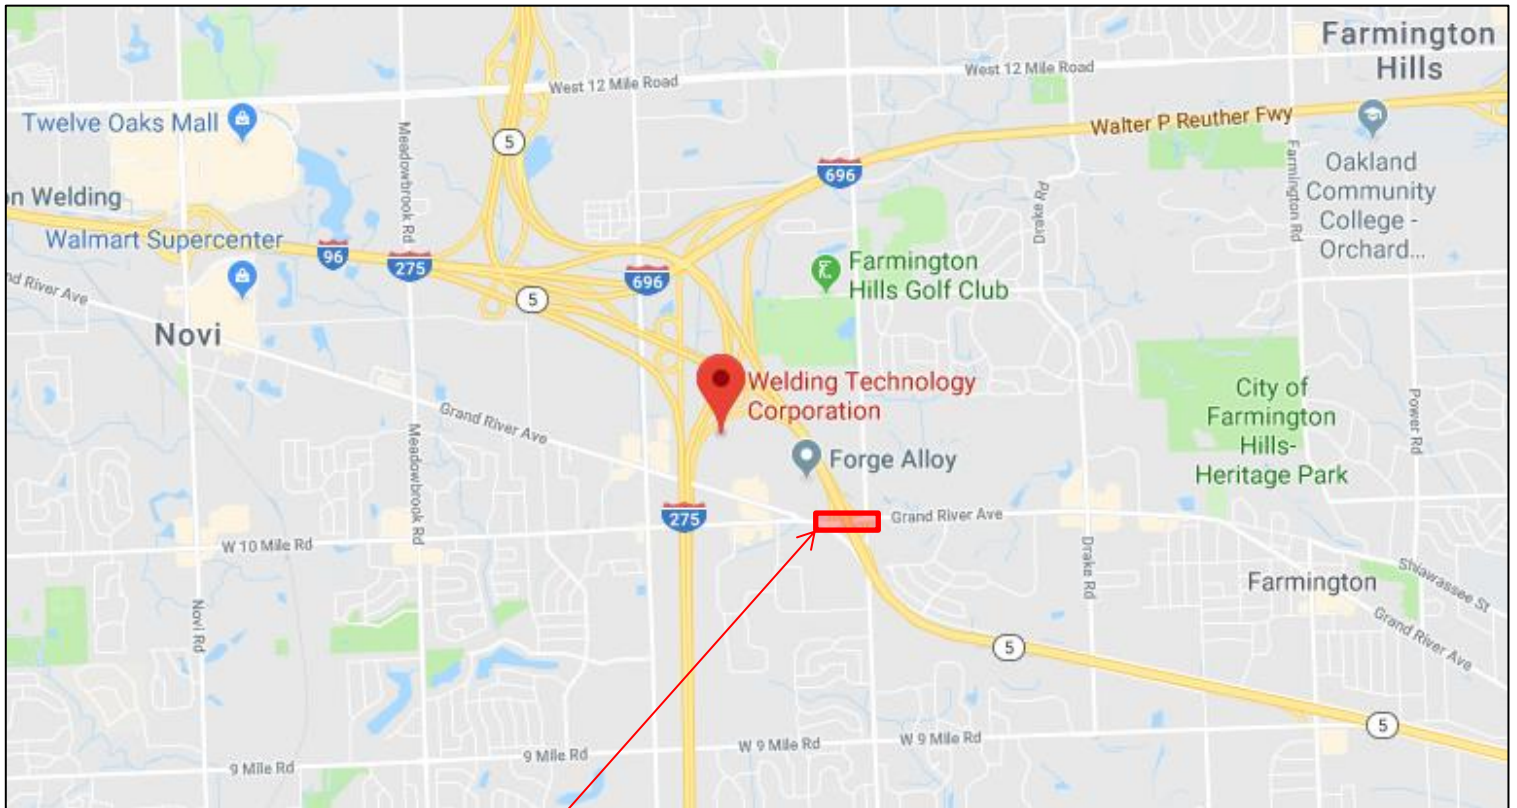 Farmington
Hills
West 12 Mile Road
West 12 Mile Road
Twelve Oaks Mall
5
Walter P Reuther Fwy
Meadowbrook Rd
Farmington Rd
696
Oakland
Community
College -
Orchard...
on Welding
Drake Rd
Walmart Supercenter
96
275
696
Farmington
Hills Golf Club
nd River Ave
5
Novi
Welding Technology
Corporation
City of
Farmington
Hills-
Heritage Park
Power Rd
Grand River Ave
Meadowbrook Rd
Forge Alloy
275
Grand River Ave
W 10 Mile Rd
Drake Rd
Shiawassee St
Farmington
Novi Rd
Grand River Ave
5
5
9 Mile Rd
9 Mile Rd
W 9 Mile Rd
W 9 Mile Rd